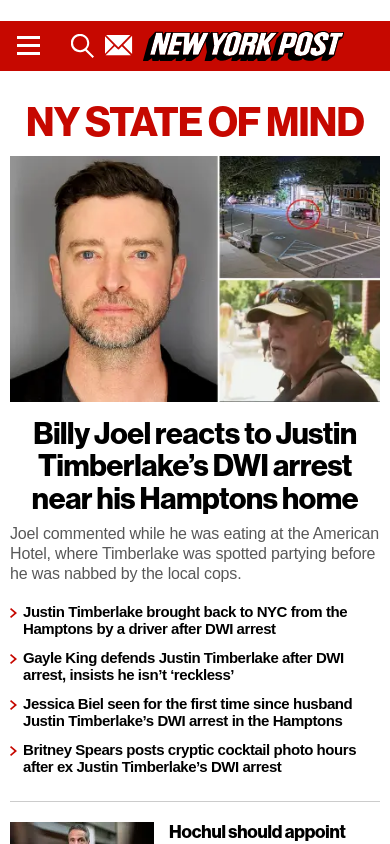 NEW YORK POST
NY STATE OF MIND
Billy Joel reacts to Justin
Timberlake’s DWI arrest
near his Hamptons home
Joel commented while he was eating at the American
Hotel, where Timberlake was spotted partying before
he was nabbed by the local cops.
Justin Timberlake brought back to NYC from the
Hamptons by a driver after DWI arrest
Gayle King defends Justin Timberlake after DWI
arrest, insists he isn’t ‘reckless’
Jessica Biel seen for the first time since husband
Justin Timberlake’s DWI arrest in the Hamptons
Britney Spears posts cryptic cocktail photo hours
after ex Justin Timberlake’s DWI arrest
Hochul should appoint